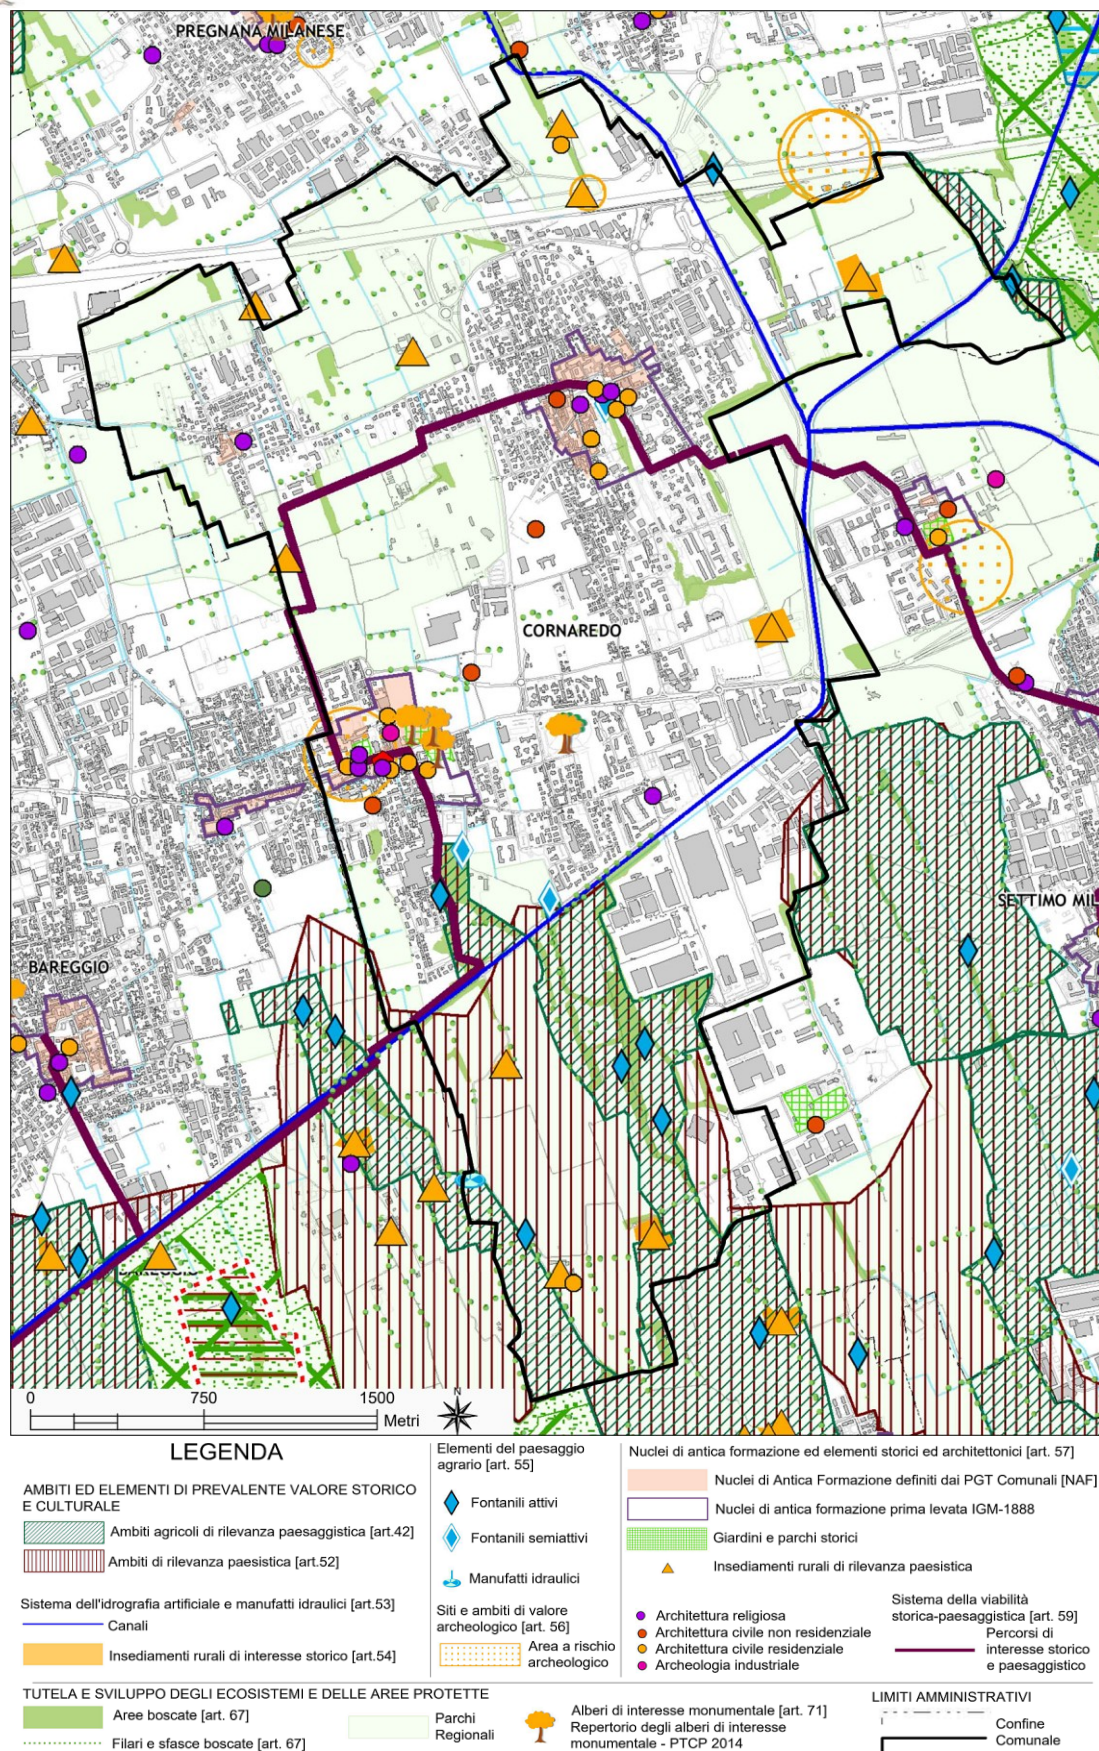 PREGNANA MILANESE
CORNAREDO
SETTIMO MIL
BAREGGIO
0 750 1500
Metri
N
LEGENDA
AMBITI ED ELEMENTI DI PREVALENTE VALORE STORICO
E CULTURALE
Ambiti agricoli di rilevanza paesaggistica [art.42]
Ambiti di rilevanza paesistica [art.52]
Sistema dell'idrografia artificiale e manufatti idraulici [art.53]
Canali
Insediamenti rurali di interesse storico [art.54]
Elementi del paesaggio
agrario [art. 55]
Fontanili attivi
Fontanili semiattivi
Manufatti idraulici
Siti e ambiti di valore
archeologico [art. 56]
Area a rischio
archeologico
Nuclei di antica formazione ed elementi storici ed architettonici [art. 57]
Nuclei di Antica Formazione definiti dai PGT Comunali [NAF]
Nuclei di antica formazione prima levata IGM-1888
Giardini e parchi storici
Insediamenti rurali di rilevanza paesistica
Architettura religiosa
Architettura civile non residenziale
Architettura civile residenziale
Archeologia industriale
Sistema della viabilità
storica-paesaggistica [art. 59]
Percorsi di
interesse storico
e paesaggistico
TUTELA E SVILUPPO DEGLI ECOSISTEMI E DELLE AREE PROTETTE
Aree boscate [art. 67]
Filari e sfasce boscate [art. 67]
Parchi
Regionali
Alberi di interesse monumentale [art. 71]
Repertorio degli alberi di interesse
monumentale - PTCP 2014
LIMITI AMMINISTRATIVI
Confine
Comunale